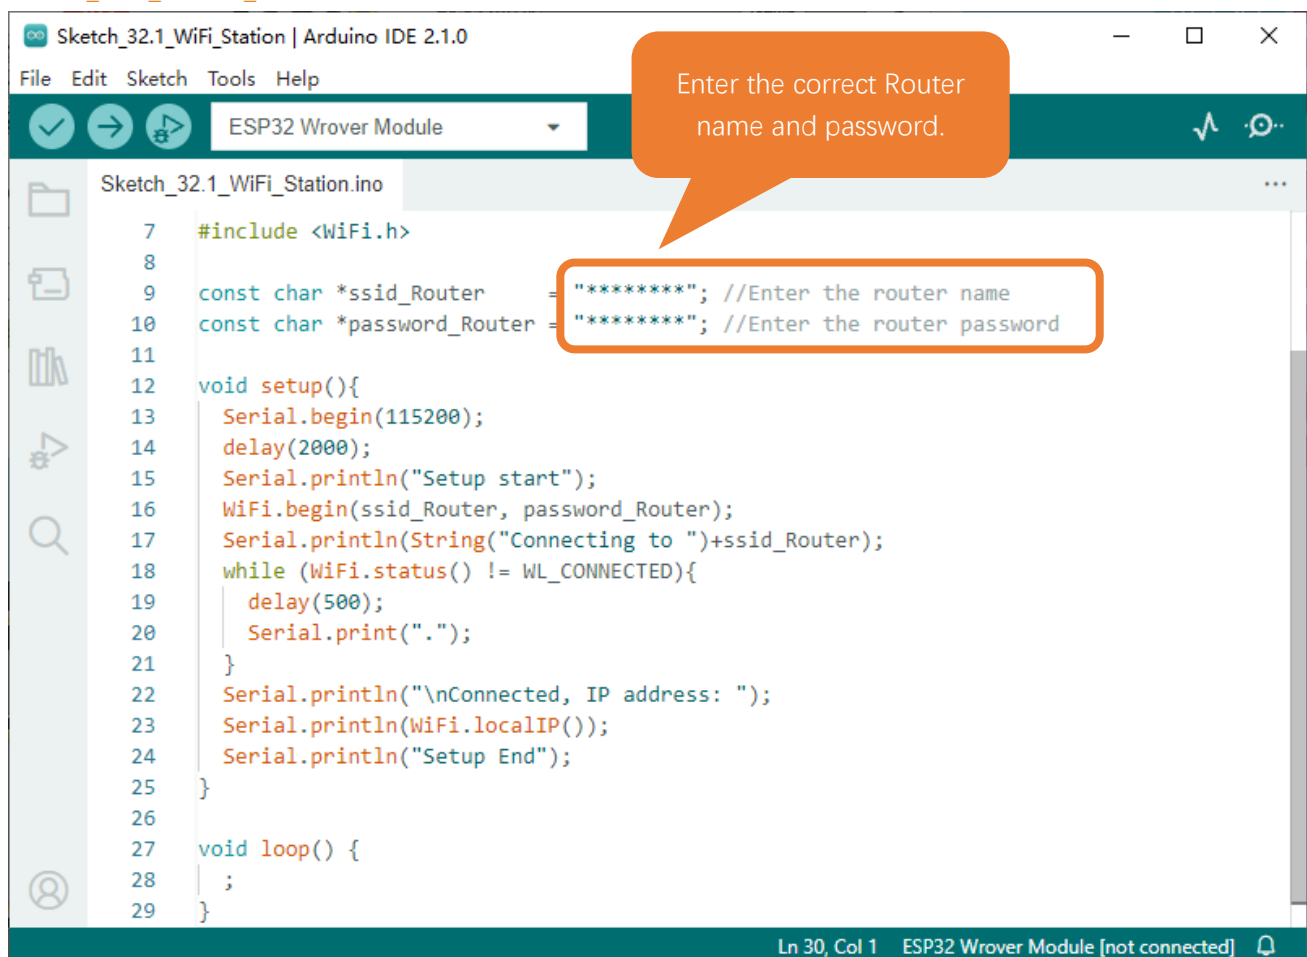 Sketch_32.1_WiFi_Station | Arduino IDE 2.1.0
File Edit Sketch Tools Help
Enter the correct Router
name and password.
ESP32 Wrover Module
Sketch_32.1_WiFi_Station.ino
7 #include <WiFi.h>
8
9 const char *ssid_Router     = "********"; //Enter the router name
10 const char *password_Router = "********"; //Enter the router password
11
12 void setup(){
13   Serial.begin(115200);
14   delay(2000);
15   Serial.println("Setup start");
16   WiFi.begin(ssid_Router, password_Router);
17   Serial.println(String("Connecting to ")+ssid_Router);
18   while (WiFi.status() != WL_CONNECTED){
19     delay(500);
20     Serial.print(".");
21   }
22   Serial.println("\nConnected, IP address: ");
23   Serial.println(WiFi.localIP());
24   Serial.println("Setup End");
25 }
26
27 void loop() {
28   ;
29 }
Ln 30, Col 1 ESP32 Wrover Module [not connected]